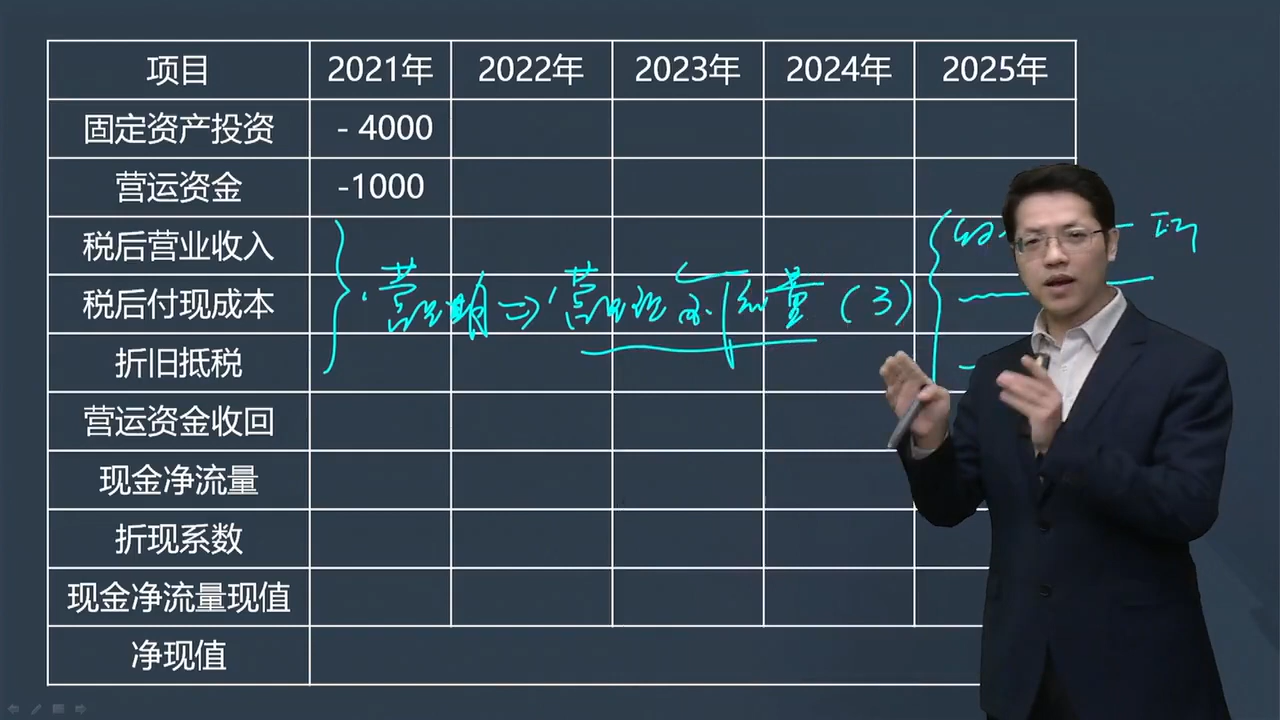 项目 2021年 2022年 2023年 2024年 2025年
固定资产投资 - 4000
营运资金 -1000
税后营业收入
税后付现成本 营业期 ⇒ 营业现金净流量 (3)
折旧抵税
营运资金收回
现金净流量
折现系数
现金净流量现值
净现值